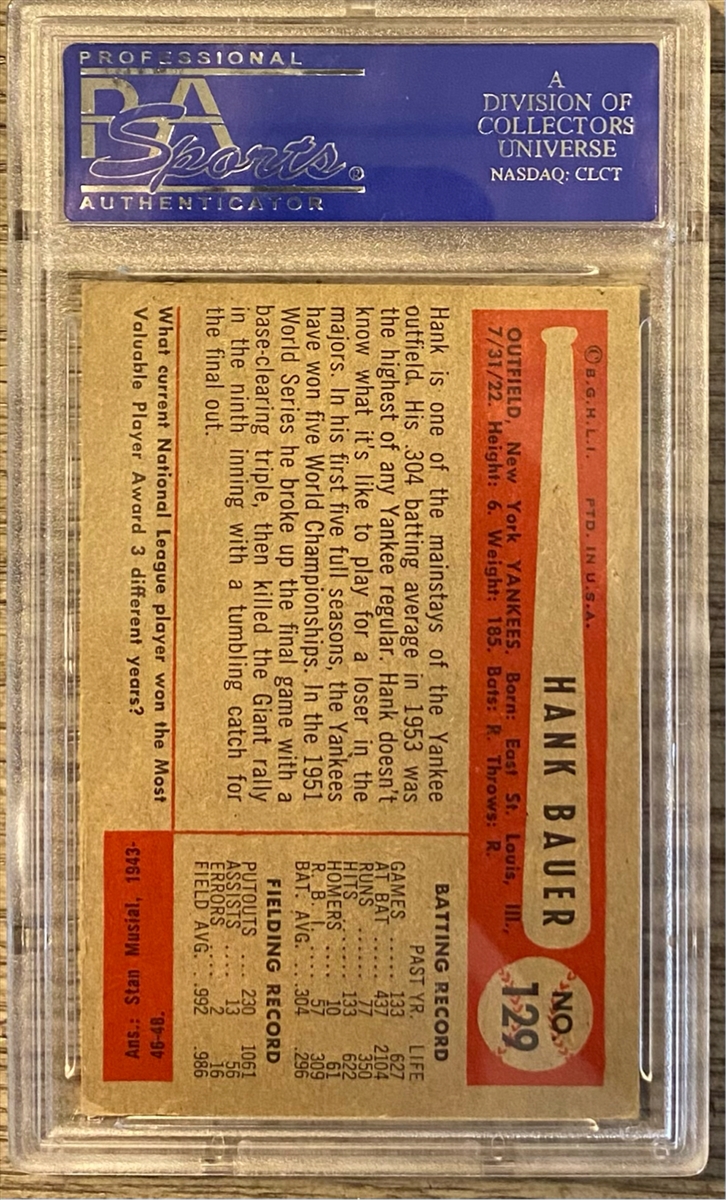 PROFESSIONAL
PSA
Sports®
AUTHENTICATOR
A
DIVISION OF
COLLECTORS
UNIVERSE
NASDAQ: CLCT
© B.G.H.L.I. PTD. IN U.S.A.
HANK BAUER
NO.
129
OUTFIELD, New York YANKEES. Born: East St. Louis, Ill.,
7/31/22. Height: 6. Weight: 185. Bats: R. Throws: R.
Hank is one of the mainstays of the Yankee
outfield. His .304 batting average in 1953 was
the highest of any Yankee regular. Hank doesn't
know what it's like to play for a loser in the
majors. In his first five full seasons, the Yankees
have won five World Championships. In the 1951
World Series he broke up the final game with a
base-clearing triple, then killed the Giant rally
in the ninth inning with a tumbling catch for
the final out.
BATTING RECORD
PAST YR. LIFE
GAMES ..... 133 627
AT BAT ..... 437 2104
RUNS ...... 77 350
HITS ...... 133 622
HOMERS .... 10 61
R. B. I. .... 57 309
BAT. AVG. .. .304 .296
FIELDING RECORD
PUTOUTS .... 230 1061
ASSISTS .... 13 56
ERRORS .... 2 16
FIELD AVG. .. .992 .986
What current National League player won the Most
Valuable Player Award 3 different years?
46-48.
Ans.: Stan Musial, 1943-